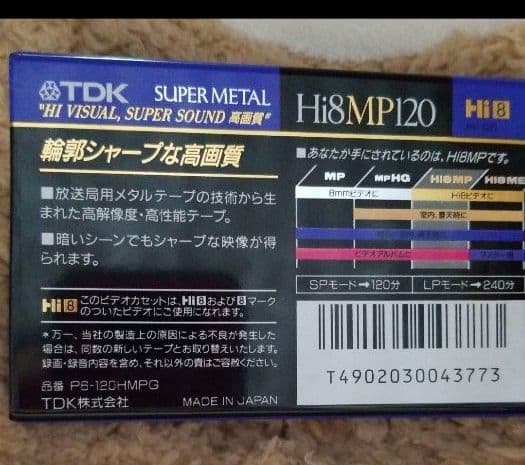 TDK SUPER METAL
"HI VISUAL, SUPER SOUND 高画質"
Hi8MP120
Hi8
輪郭シャープな高画質
■放送局用メタルテープの技術から生
まれた高解像度・高性能テープ。
■暗いシーンでもシャープな映像が得
られます。
Hi8 このビデオカセットは、Hi8および8マーク
のついたビデオにご使用になれます。
*万一、当社の製造上の原因による不良が発生した
場合は、同数の新しいテープとお取り替えいたします。
録画・録音内容を含め、それ以外の責はご容赦ください。
品番 P6-120HMPG
TDK株式会社 MADE IN JAPAN
■あなたが手にされているのは、Hi8MPです。
MP MPHG Hi8MP Hi8ME
8mmビデオに Hi8ビデオに
室内、曇天時に
ビデオアルバムに
SPモード→120分 LPモード→240分
T4902030043773